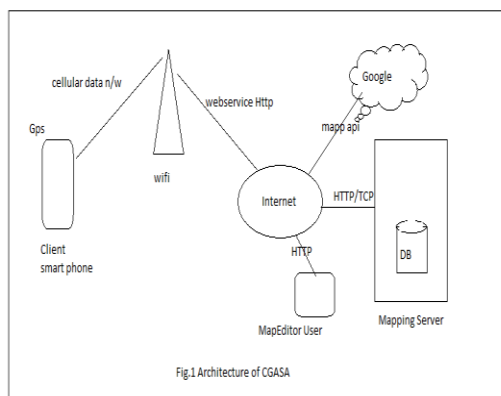 cellular data n/w
Google
webservice Http
mapp api
Gps
wifi
Internet
HTTP/TCP
Client
smart phone
HTTP
DB
MapEditor User
Mapping Server
Fig.1 Architecture of CGASA